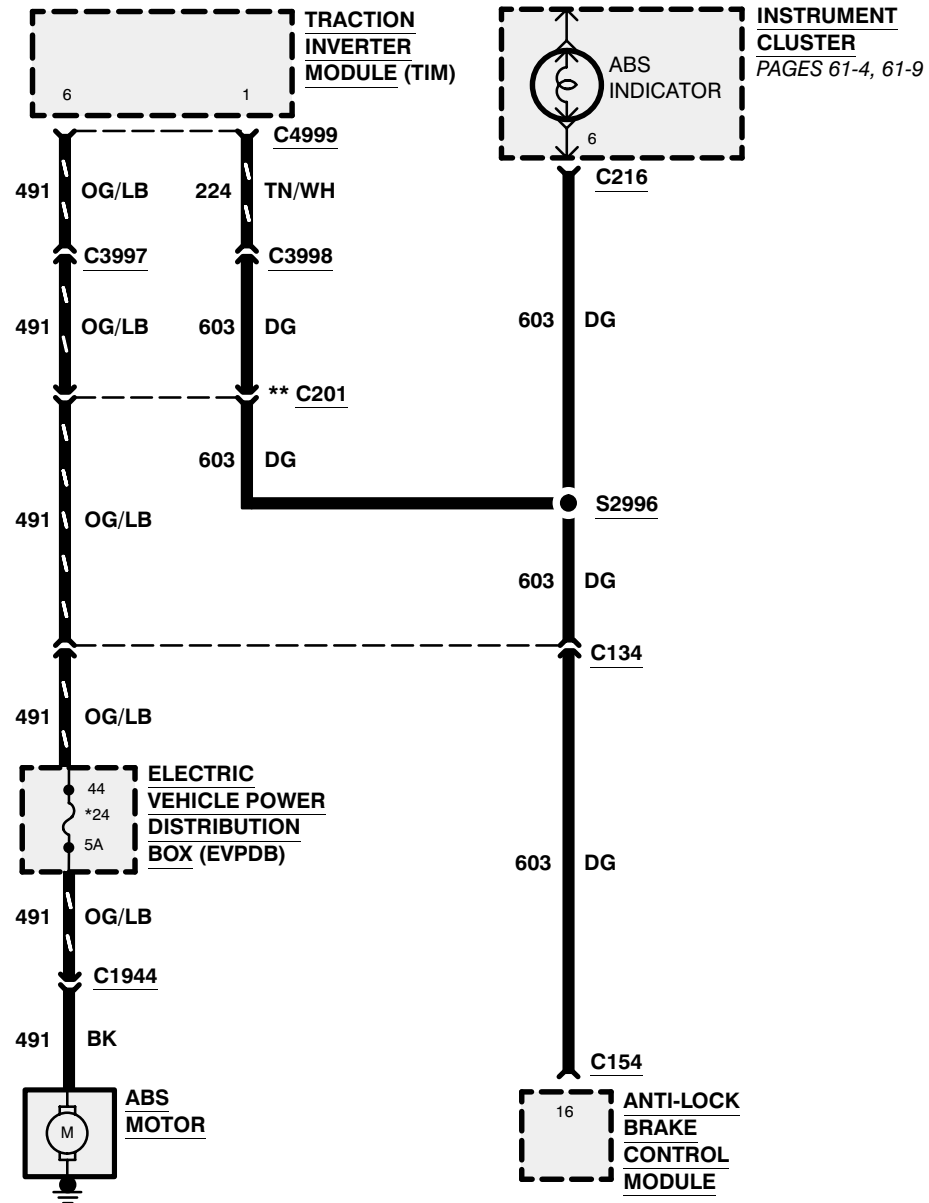 TRACTION
INVERTER
MODULE (TIM)
6
1
C4999
491
OG/LB
224
TN/WH
C3997
C3998
491
OG/LB
603
DG
** C201
603
DG
491
OG/LB
INSTRUMENT
CLUSTER
PAGES 61-4, 61-9
ABS
INDICATOR
6
C216
603
DG
S2996
603
DG
C134
491
OG/LB
44
*24
5A
ELECTRIC
VEHICLE POWER
DISTRIBUTION
BOX (EVPDB)
491
OG/LB
C1944
491
BK
M
ABS
MOTOR
603
DG
C154
16
ANTI-LOCK
BRAKE
CONTROL
MODULE